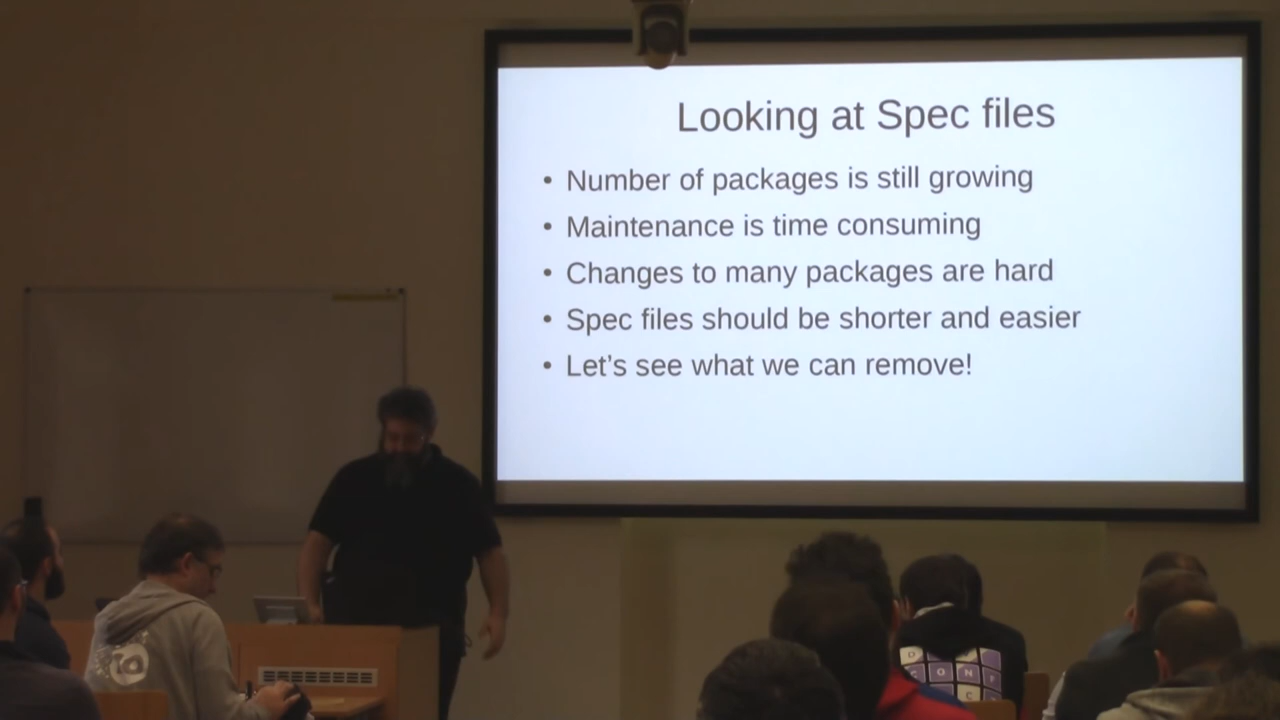 Looking at Spec files
• Number of packages is still growing
• Maintenance is time consuming
• Changes to many packages are hard
• Spec files should be shorter and easier
• Let's see what we can remove!
O
C O N F
C